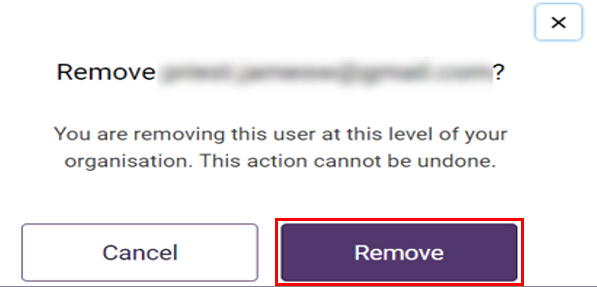 Remove ?
You are removing this user at this level of your
organisation. This action cannot be undone.
Cancel
Remove